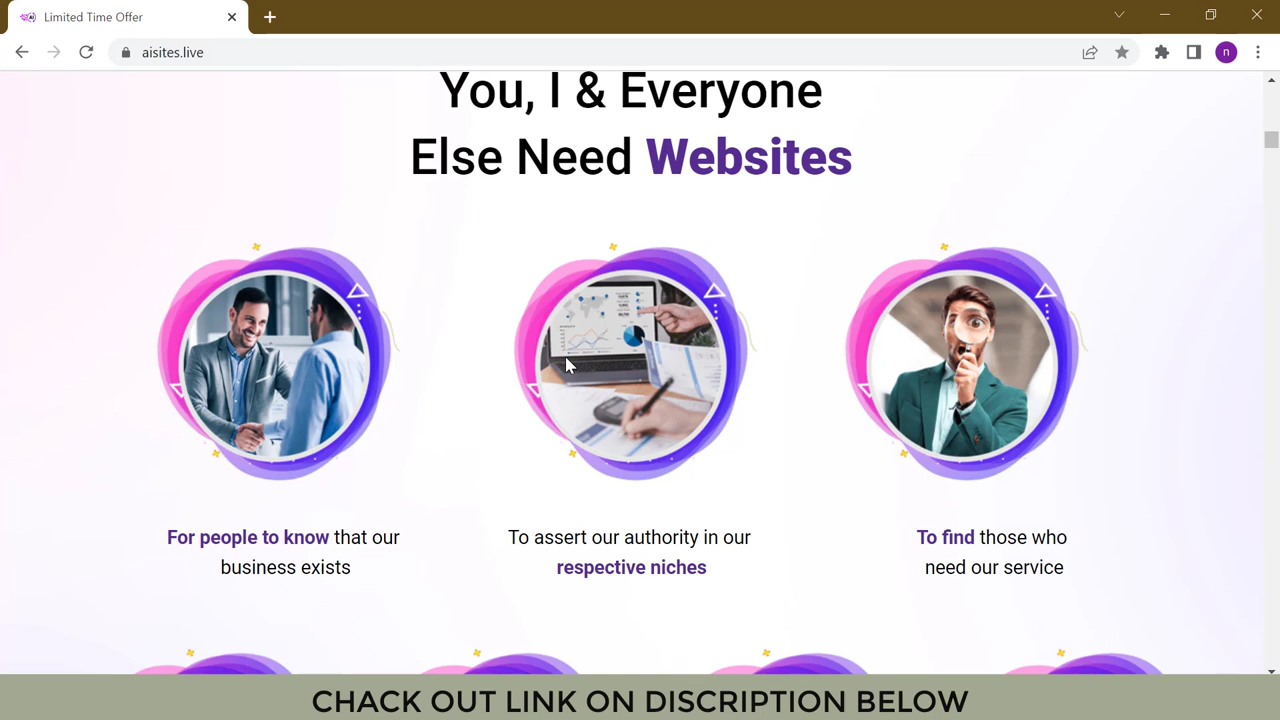 Limited Time Offer
aisites.live
n
You, I & Everyone
Else Need Websites
For people to know that our
business exists
To assert our authority in our
respective niches
To find those who
need our service
CHACK OUT LINK ON DISCRIPTION BELOW